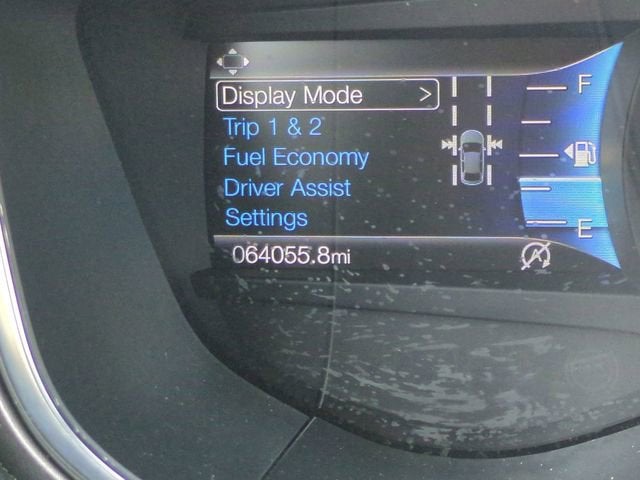 Display Mode >
Trip 1 & 2
Fuel Economy
Driver Assist
Settings
064055.8mi
F
E